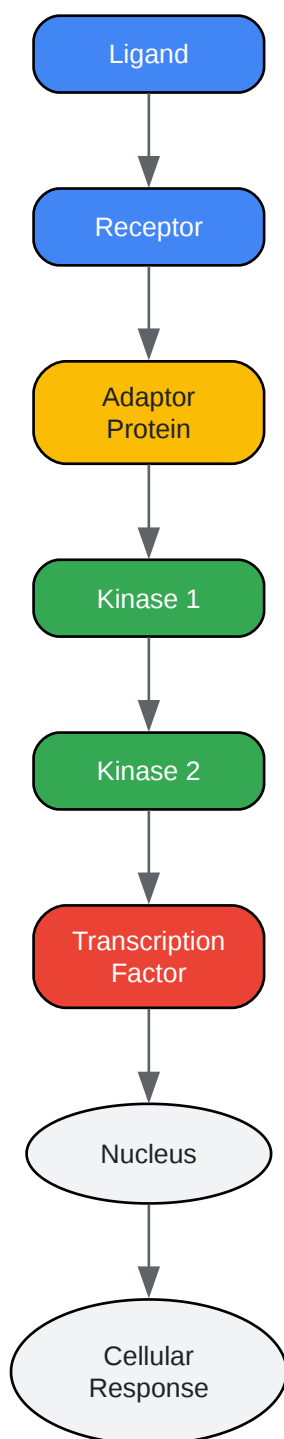 Ligand
Receptor
Adaptor
Protein
Kinase 1
Kinase 2
Transcription
Factor
Nucleus
Cellular
Response